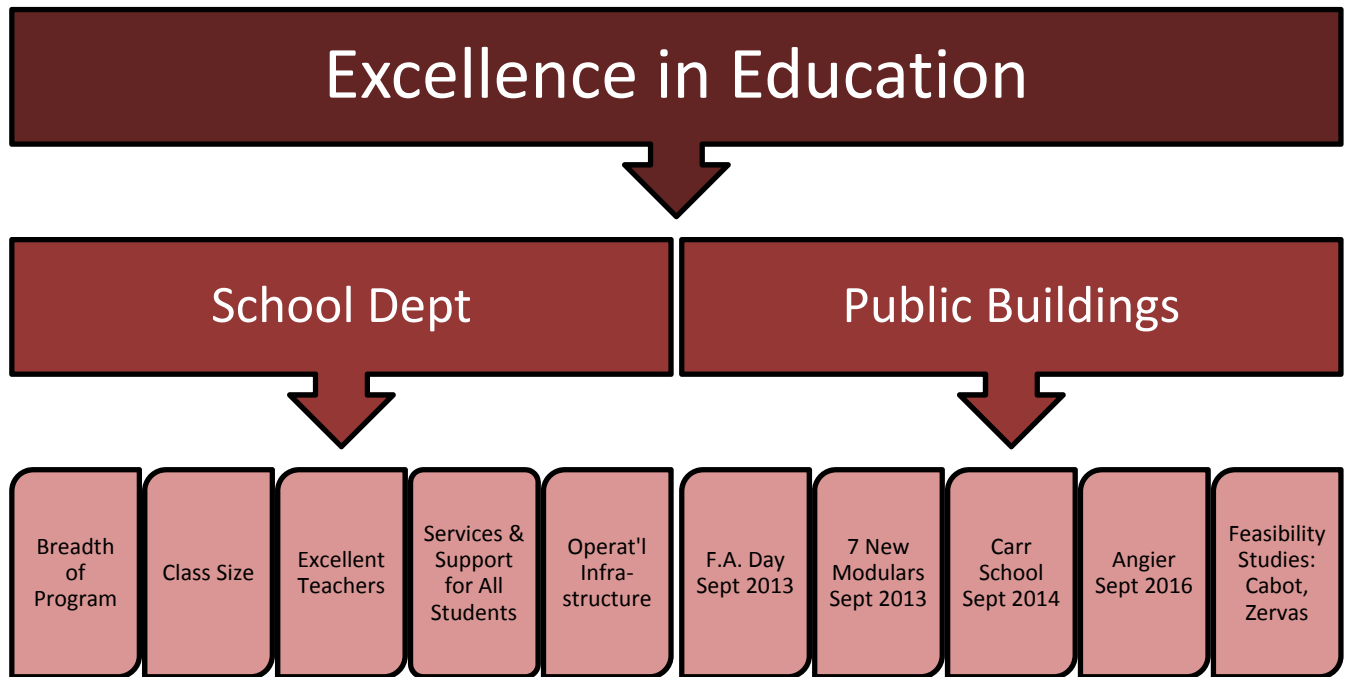 Excellence in Education
School Dept
Public Buildings
Breadth
of
Program
Class Size
Excellent
Teachers
Services &
Support
for All
Students
Operat'l
Infra-
structure
F.A. Day
Sept 2013
7 New
Modulars
Sept 2013
Carr
School
Sept 2014
Angier
Sept 2016
Feasibility
Studies:
Cabot,
Zervas